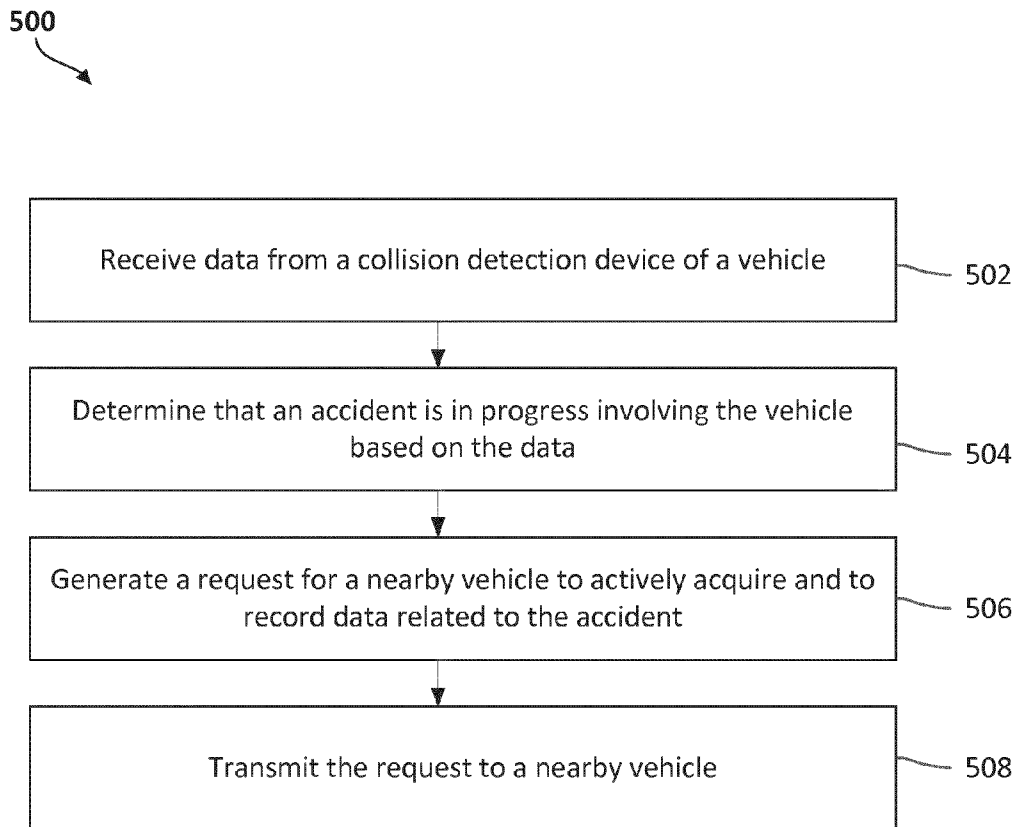 500
Receive data from a collision detection device of a vehicle
502
Determine that an accident is in progress involving the vehicle
based on the data
504
Generate a request for a nearby vehicle to actively acquire and to
record data related to the accident
506
Transmit the request to a nearby vehicle
508